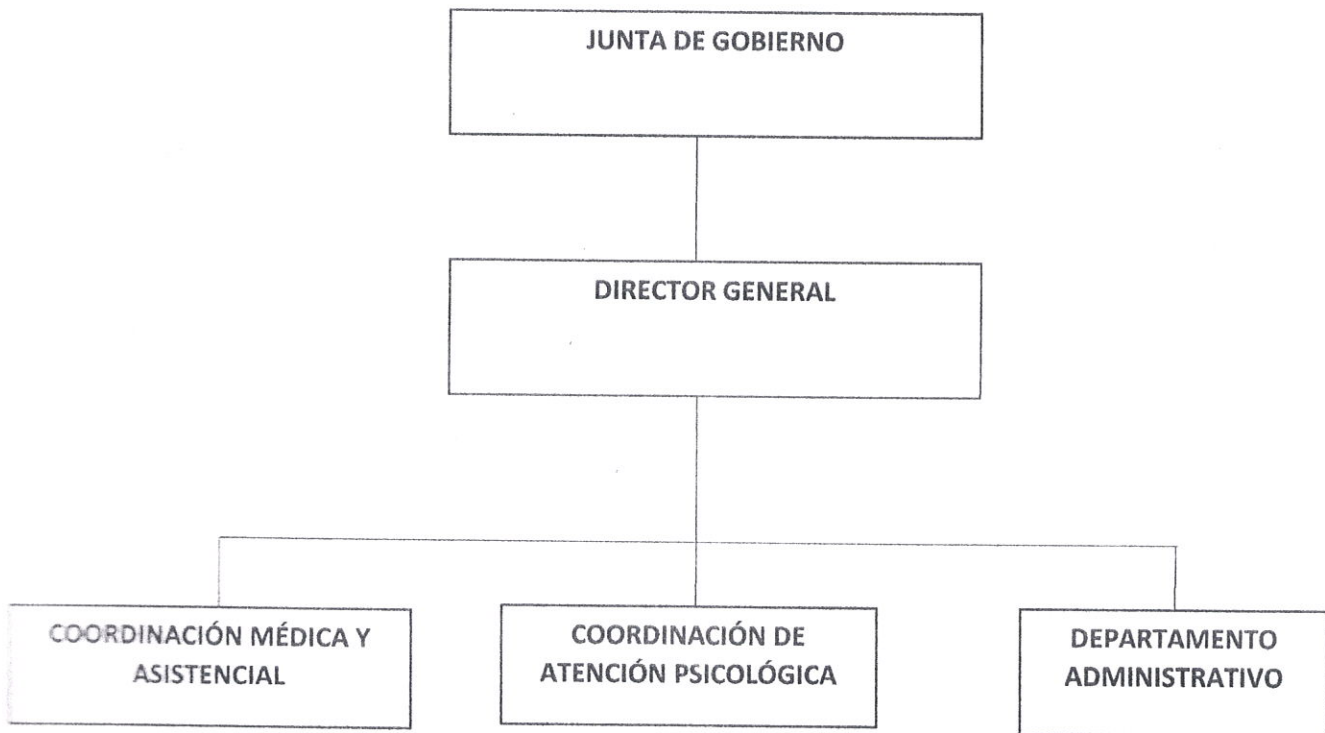 JUNTA DE GOBIERNO
DIRECTOR GENERAL
COORDINACIÓN MÉDICA Y
ASISTENCIAL
COORDINACIÓN DE
ATENCIÓN PSICOLÓGICA
DEPARTAMENTO
ADMINISTRATIVO